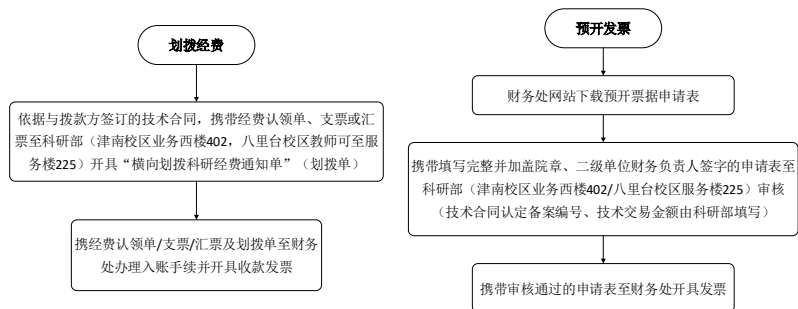 划拨经费
依据与拨款方签订的技术合同，携带经费认领单、支票或汇
票至科研部（津南校区业务西楼402，八里台校区教师可至服
务楼225）开具“横向划拨科研经费通知单”（划拨单）
携经费认领单/支票/汇票及划拨单至财务
处办理入账手续并开具收款发票
预开发票
财务处网站下载预开票据申请表
携带填写完整并加盖院章、二级单位财务负责人签字的申请表至
科研部（津南校区业务西楼402/八里台校区服务楼225）审核
（技术合同认定备案编号、技术交易金额由科研部填写）
携带审核通过的申请表至财务处开具发票